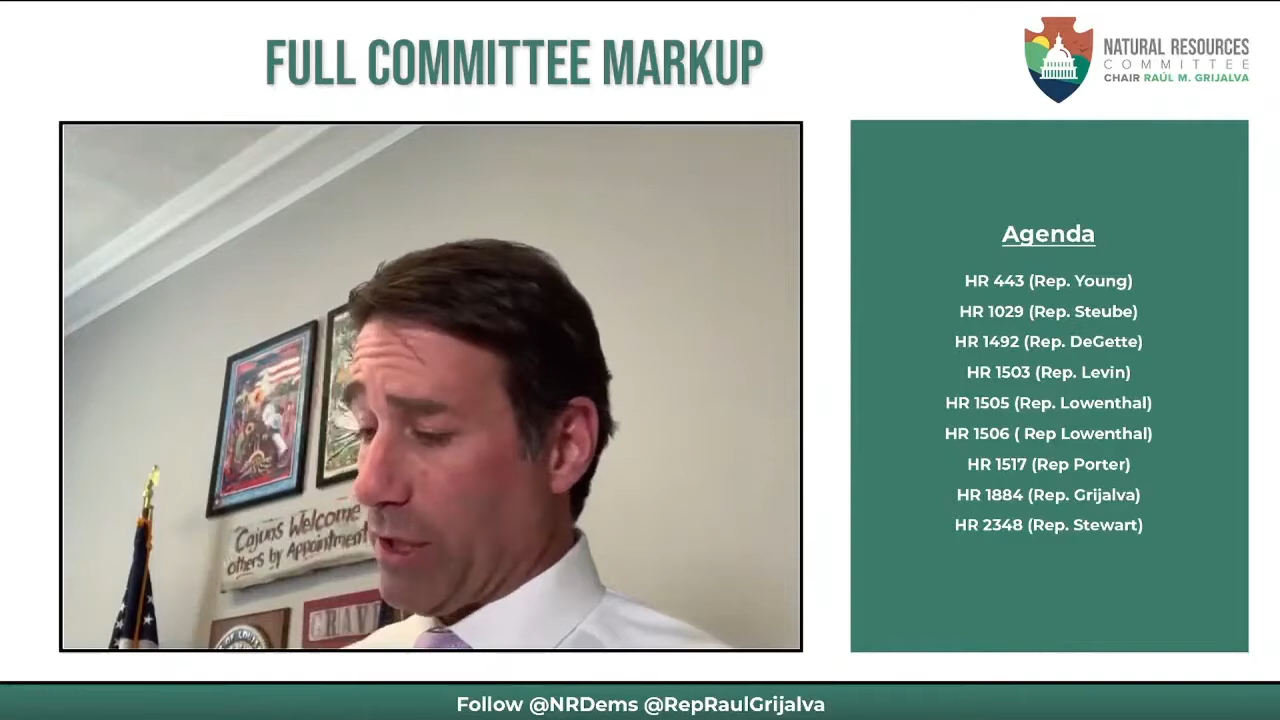 FULL COMMITTEE MARKUP
NATURAL RESOURCES
COMMITTEE
CHAIR RAÚL M. GRIJALVA
Agenda
HR 443 (Rep. Young)
HR 1029 (Rep. Steube)
HR 1492 (Rep. DeGette)
HR 1503 (Rep. Levin)
HR 1505 (Rep. Lowenthal)
HR 1506 ( Rep Lowenthal)
HR 1517 (Rep Porter)
HR 1884 (Rep. Grijalva)
HR 2348 (Rep. Stewart)
Cajuns Welcome
others by Appointment
GRAV
Follow @NRDems @RepRaulGrijalva